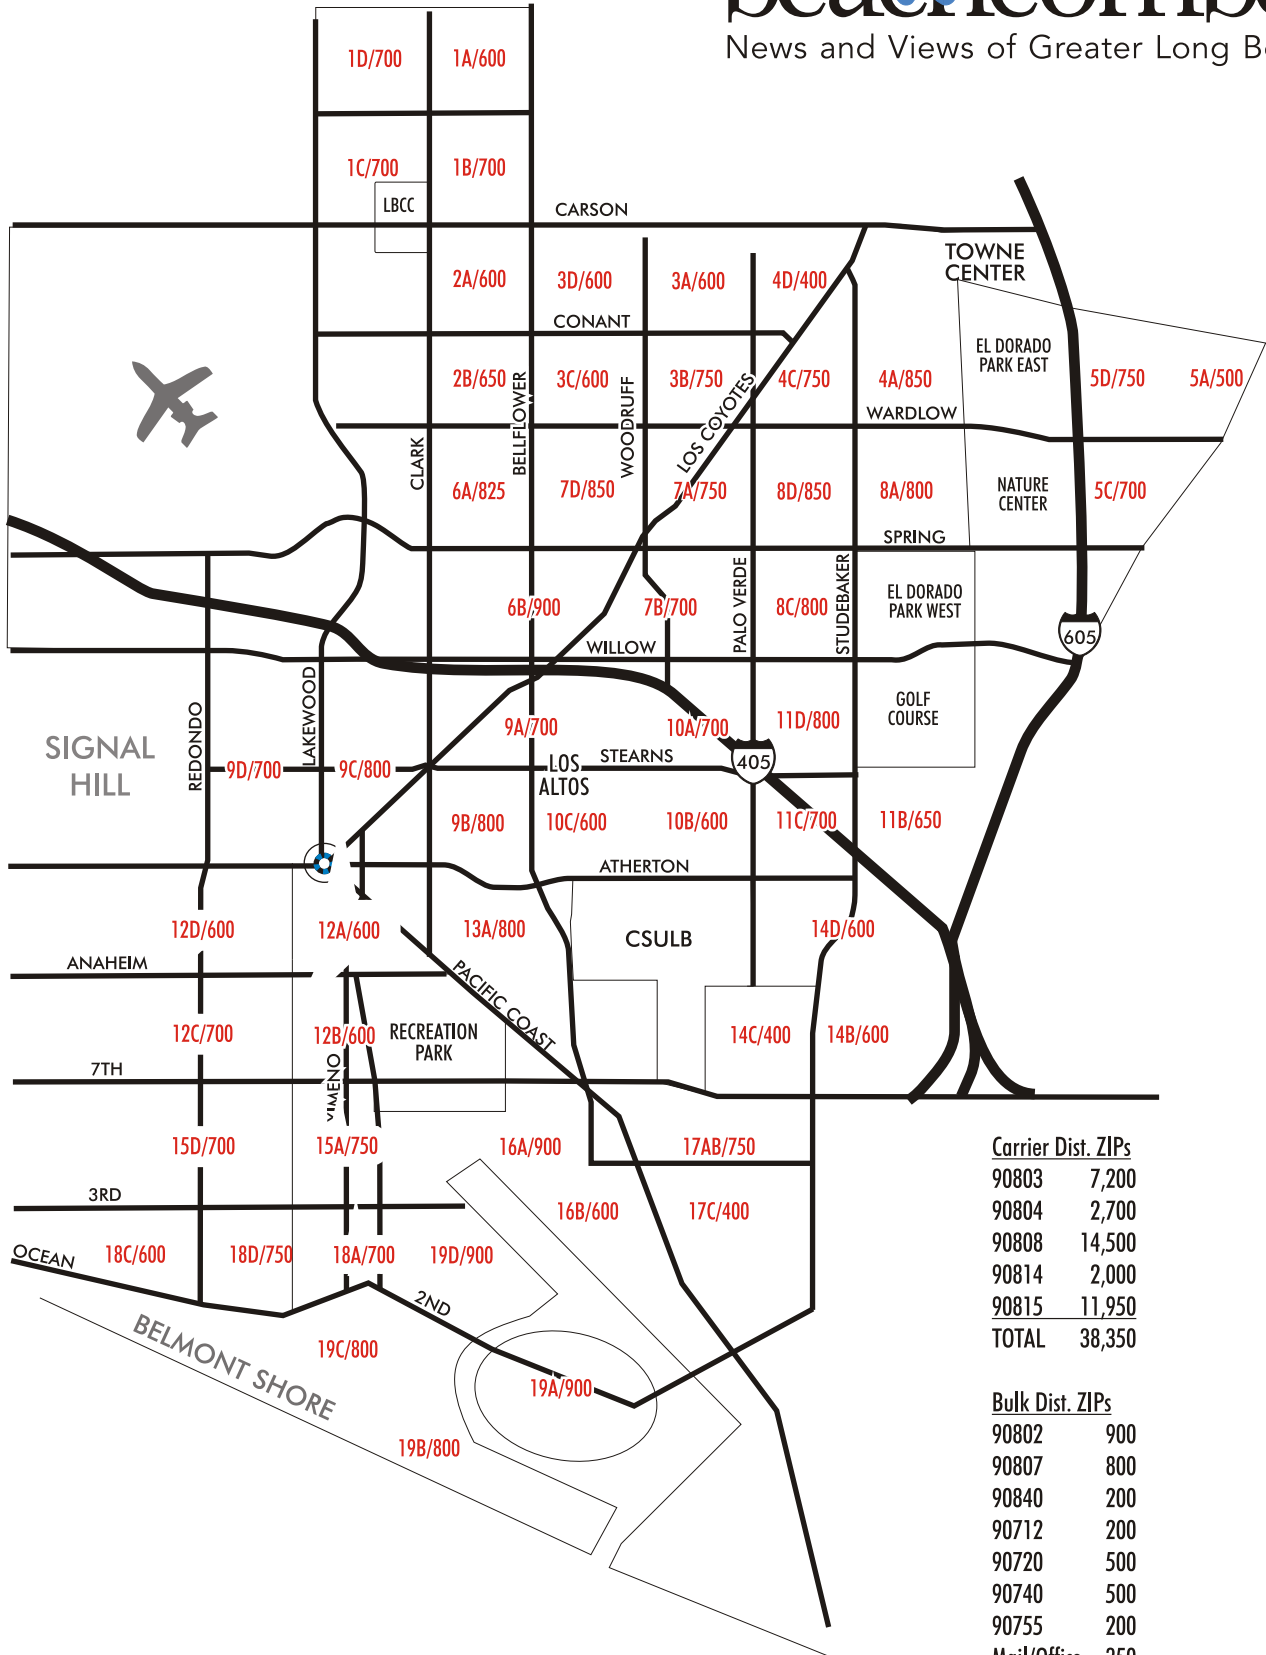 News and Views of Greater Long
1D/700 1A/600
1C/700 1B/700
LBCC
CARSON
TOWNE
CENTER
2A/600 3D/600 3A/600 4D/400
CONANT
EL DORADO
PARK EAST
2B/650 3C/600 3B/750 4C/750 4A/850 5D/750 5A/500
WARDLOW
CLARK
BELLFLOWER
WOODRUFF
LOS COYOTES
6A/825 7D/850 7A/750 8D/850 8A/800
NATURE
CENTER
5C/700
SPRING
PALO VERDE
STUDEBAKER
EL DORADO
PARK WEST
6B/900 7B/700 8C/800
605
WILLOW
REDONDO
LAKEWOOD
GOLF
COURSE
SIGNAL
HILL
9A/700 10A/700 11D/800
9D/700 9C/800
LOS
ALTOS
STEARNS
405
9B/800 10C/600 10B/600 11C/700 11B/650
ATHERTON
12D/600 12A/600 13A/800
CSULB
14D/600
ANAHEIM
PACIFIC COAST
12C/700 12B/600
RECREATION
PARK
14C/400 14B/600
7TH
XIMENO
15D/700 15A/750 16A/900 17AB/750
3RD
16B/600 17C/400
OCEAN
18C/600 18D/750 18A/700 19D/900
2ND
BELMONT SHORE
19C/800
19A/900
19B/800
Carrier Dist. ZIPs
90803 7,200
90804 2,700
90808 14,500
90814 2,000
90815 11,950
TOTAL 38,350
Bulk Dist. ZIPs
90802 900
90807 800
90840 200
90712 200
90720 500
90740 500
90755 200
Mail/Office 250